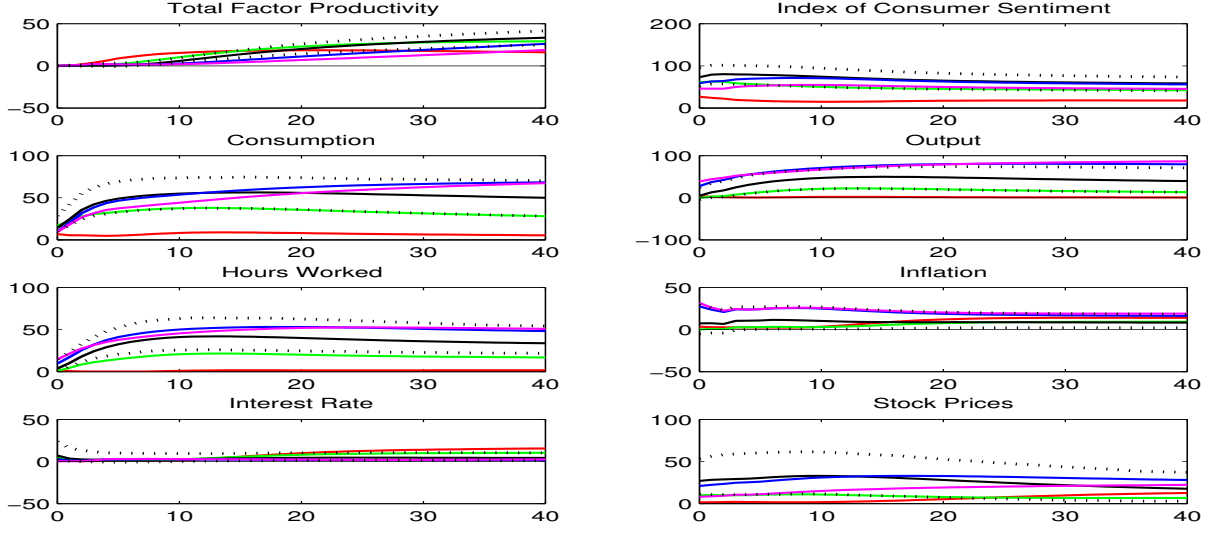 Total Factor Productivity
50
0
−50
0 10 20 30 40
Index of Consumer Sentiment
200
100
0
0 10 20 30 40
Consumption
100
50
0
0 10 20 30 40
Output
100
0
−100
0 10 20 30 40
Hours Worked
100
50
0
0 10 20 30 40
Inflation
50
0
−50
0 10 20 30 40
Interest Rate
50
0
−50
0 10 20 30 40
Stock Prices
100
50
0
0 10 20 30 40